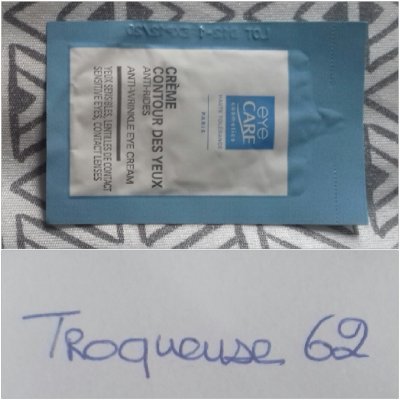 eye
CARE
cosmetics
HAUTE TOLÉRANCE
PARIS
CRÈME
CONTOUR DES YEUX
ANTI-RIDES
ANTI-WRINKLE EYE CREAM
YEUX SENSIBLES, LENTILLES DE CONTACT
SENSITIVE EYES, CONTACT LENSES
Troqueuse 62